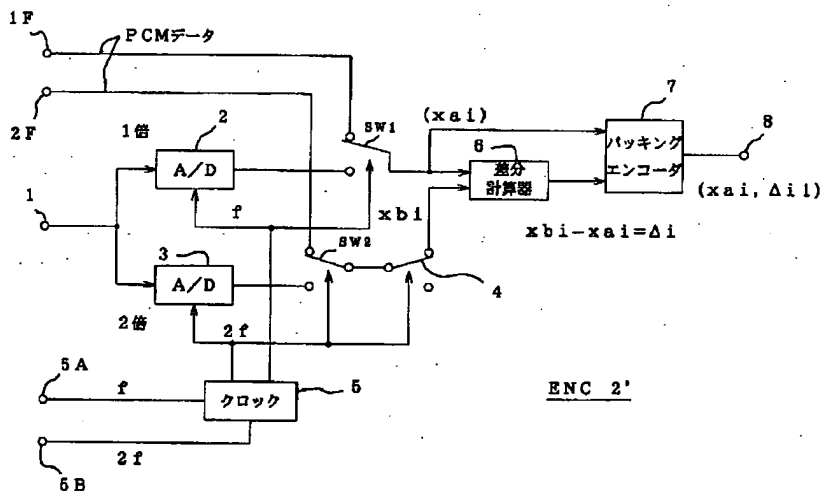 1F
PCMデータ
2F
1倍
2
A/D
f
SW1
(xai)
7
パッキング
エンコーダ
8
6
差分
計算器
(xai, Δi1)
1
xbi
xbi-xai=Δi
3
A/D
SW2
4
2倍
2f
5A
f
クロック
5
ENC 2'
2f
5B